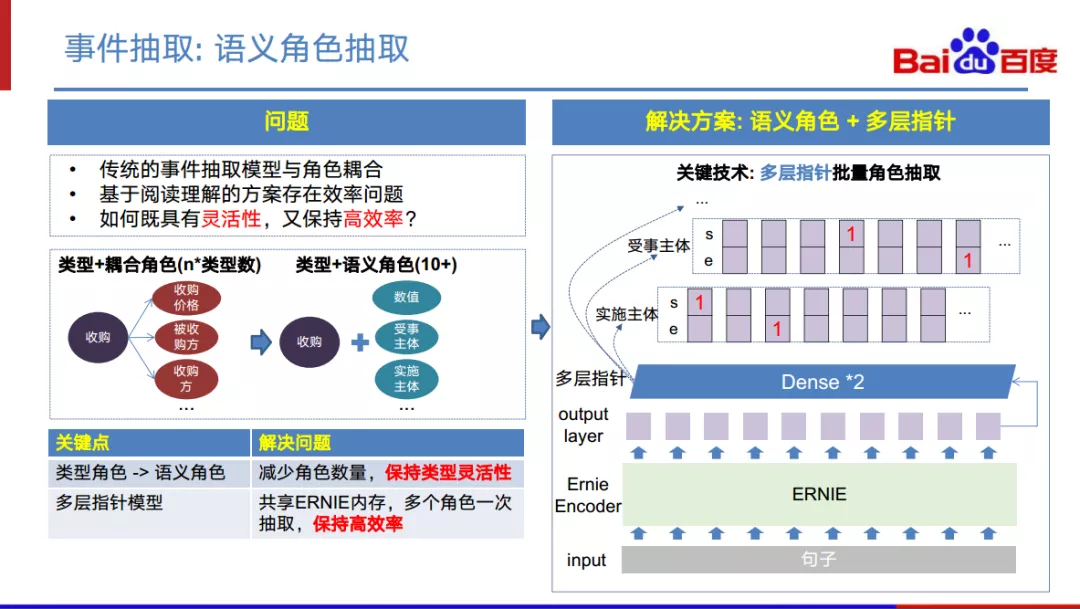 事件抽取: 语义角色抽取
Bai du 百度
问题
• 传统的事件抽取模型与角色耦合
• 基于阅读理解的方案存在效率问题
• 如何既具有灵活性，又保持高效率？
类型+耦合角色(n*类型数)
类型+语义角色(10+)
收购
收购
价格
被收
购方
收购
方
...
收购
数值
受事
主体
实施
主体
...
关键点
解决问题
类型角色 -> 语义角色
减少角色数量，保持类型灵活性
多层指针模型
共享ERNIE内存，多个角色一次
抽取，保持高效率
解决方案: 语义角色 + 多层指针
关键技术: 多层指针批量角色抽取
...
受事主体
s
1
e
1
...
实施主体
s
1
e
1
...
多层指针
Dense *2
output
layer
Ernie
Encoder
ERNIE
input
句子